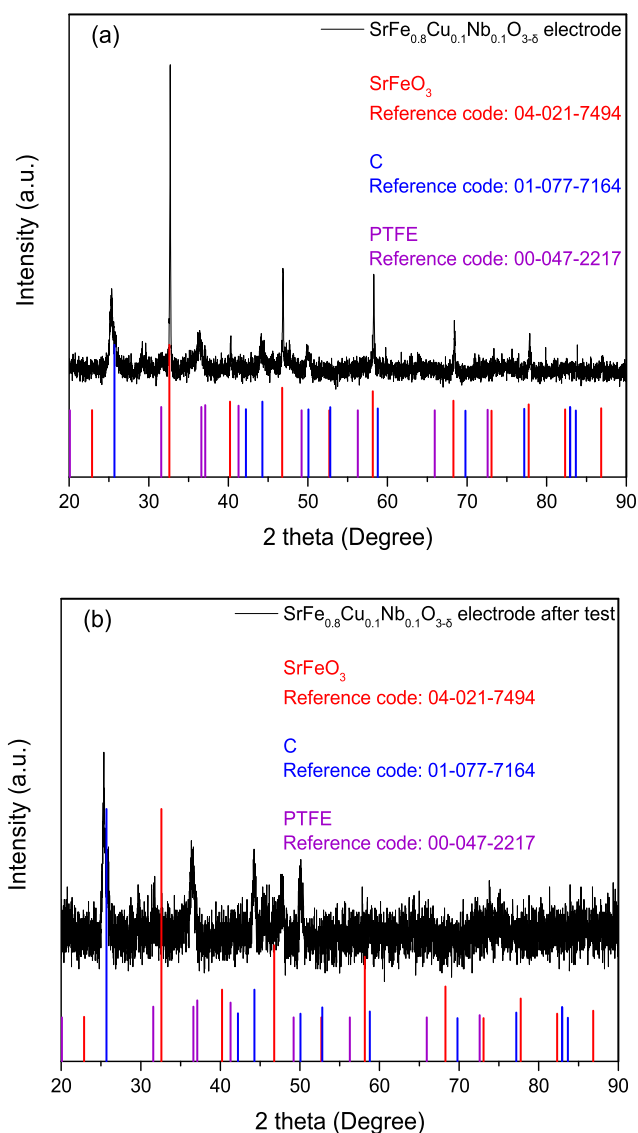 (a)
SrFe0.8Cu0.1Nb0.1O3-δ electrode
SrFeO3
Reference code: 04-021-7494
C
Reference code: 01-077-7164
PTFE
Reference code: 00-047-2217
Intensity (a.u.)
20 30 40 50 60 70 80 90
2 theta (Degree)
(b)
SrFe0.8Cu0.1Nb0.1O3-δ electrode after test
SrFeO3
Reference code: 04-021-7494
C
Reference code: 01-077-7164
PTFE
Reference code: 00-047-2217
Intensity (a.u.)
20 30 40 50 60 70 80 90
2 theta (Degree)